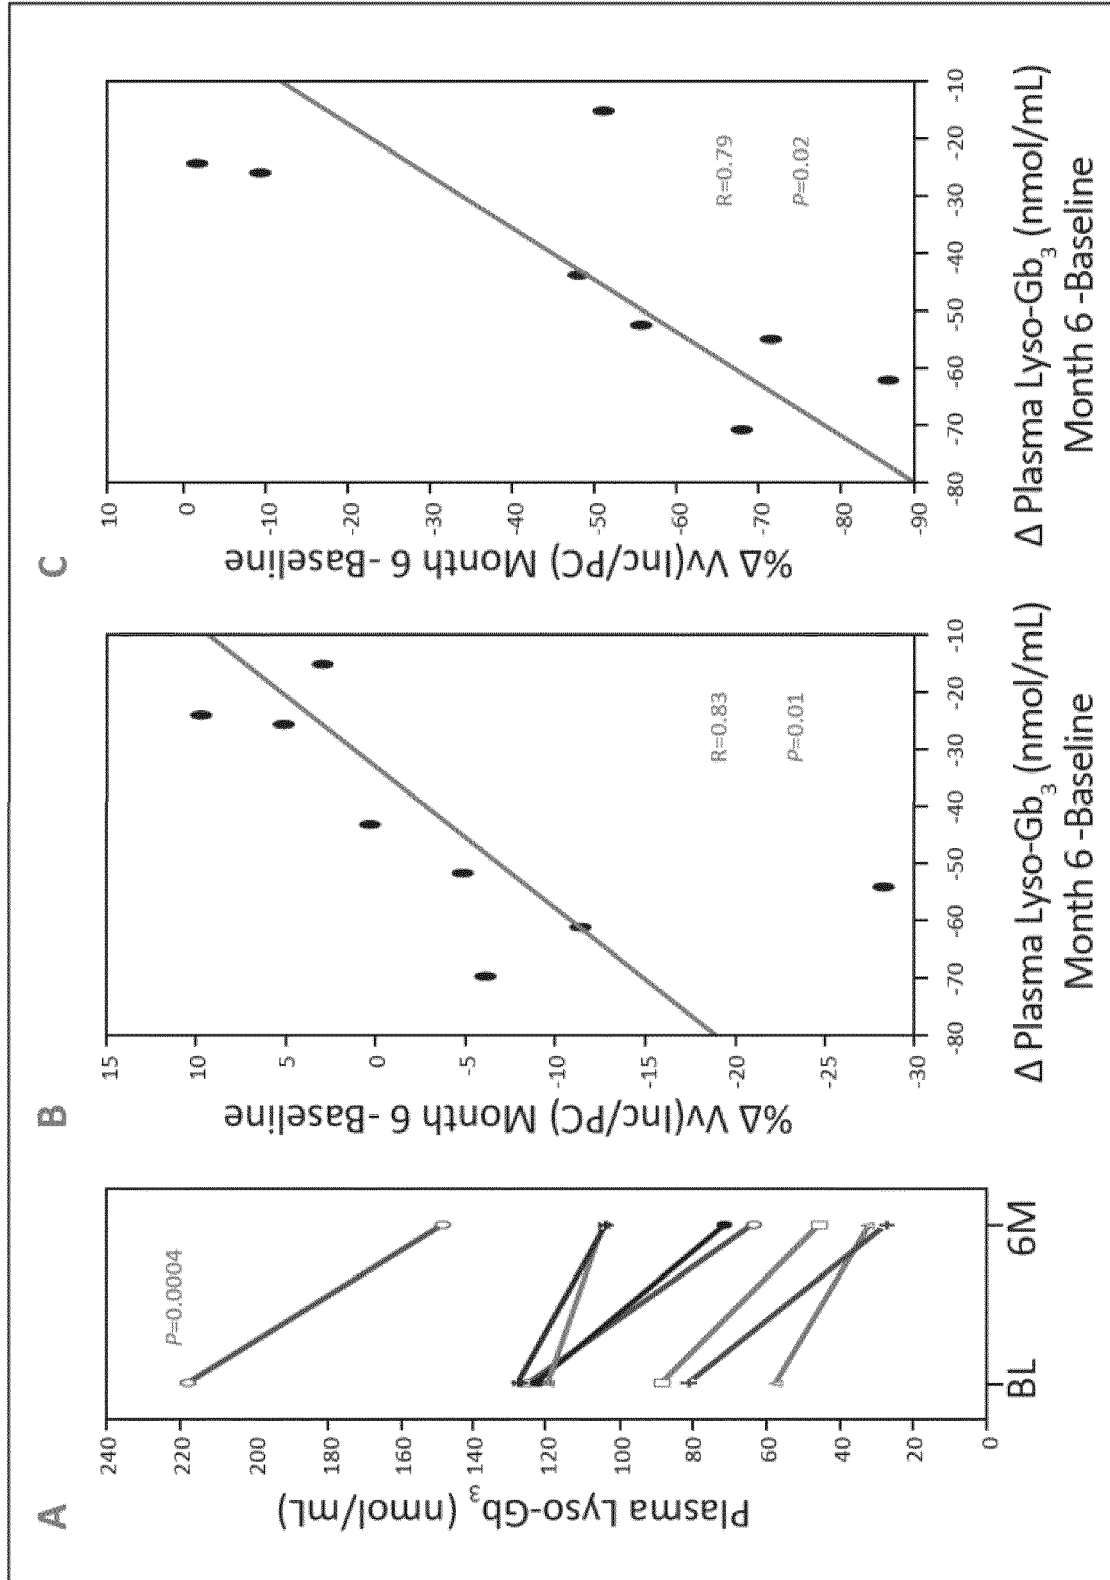 A
Plasma Lyso-Gb3 (nmol/mL)
240
220
200
180
160
140
120
100
80
60
40
20
0
P=0.0004
BL 6M
B
%Δ Vv(Inc/PC) Month 6 -Baseline
15
10
5
0
-5
-10
-15
-20
-25
-30
R=0.83
P=0.01
-80 -70 -60 -50 -40 -30 -20 -10
Δ Plasma Lyso-Gb3 (nmol/mL)
Month 6 -Baseline
C
%Δ Vv(Inc/PC) Month 6 -Baseline
10
0
-10
-20
-30
-40
-50
-60
-70
-80
-90
R=0.79
P=0.02
-80 -70 -60 -50 -40 -30 -20 -10
Δ Plasma Lyso-Gb3 (nmol/mL)
Month 6 -Baseline